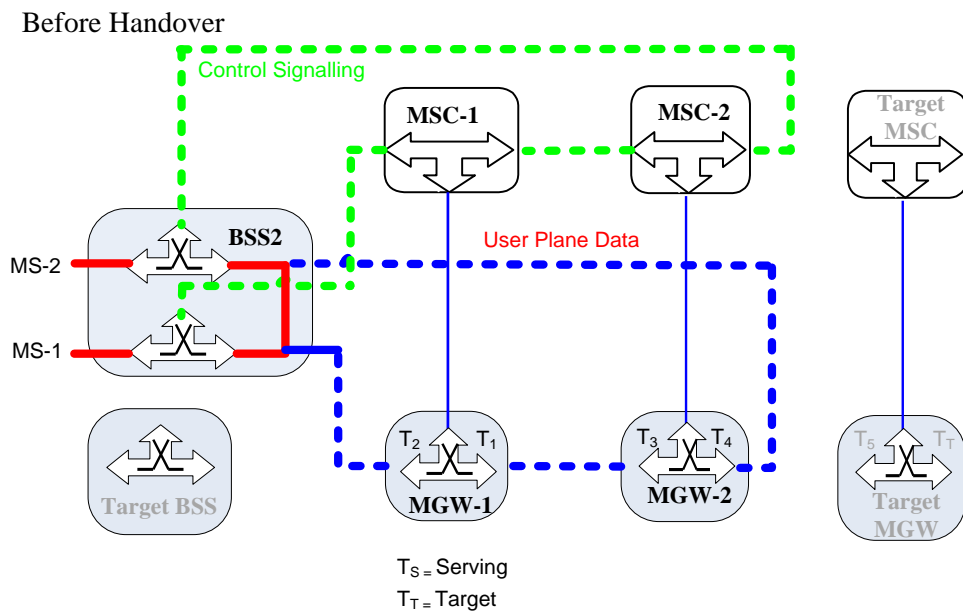 Before Handover
Control Signalling
MSC-1
MSC-2
Target
MSC
BSS2
User Plane Data
MS-2
MS-1
T2 T1
T3 T4
T5 TT
Target BSS
MGW-1
MGW-2
Target
MGW
TS = Serving
TT = Target